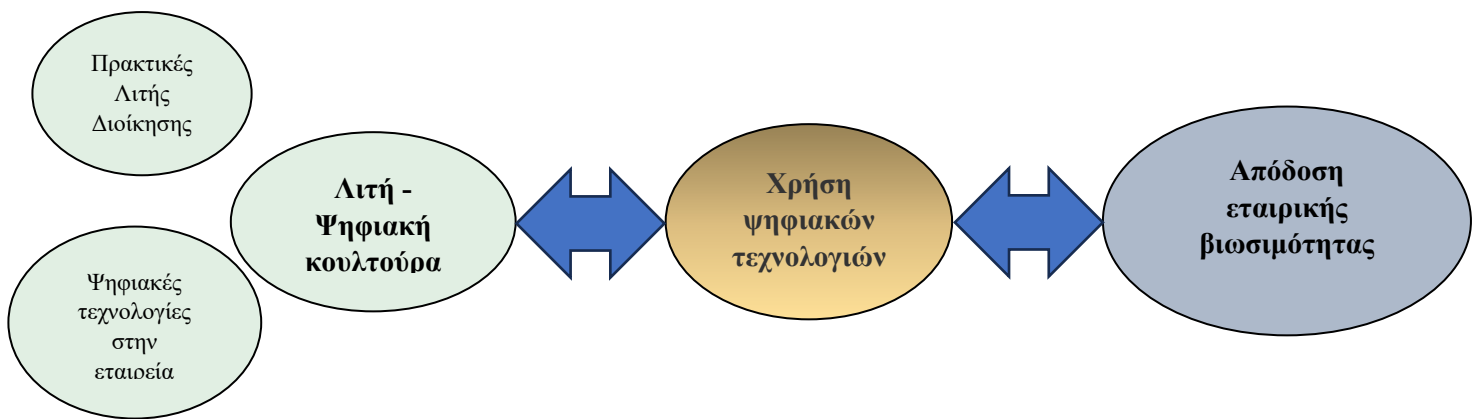 Πρακτικές
Λιτής
Διοίκησης
Λιτή -
Ψηφιακή
κουλτούρα
Ψηφιακές
τεχνολογίες
στην
εταιρεία
Χρήση
ψηφιακών
τεχνολογιών
Απόδοση
εταιρικής
βιωσιμότητας